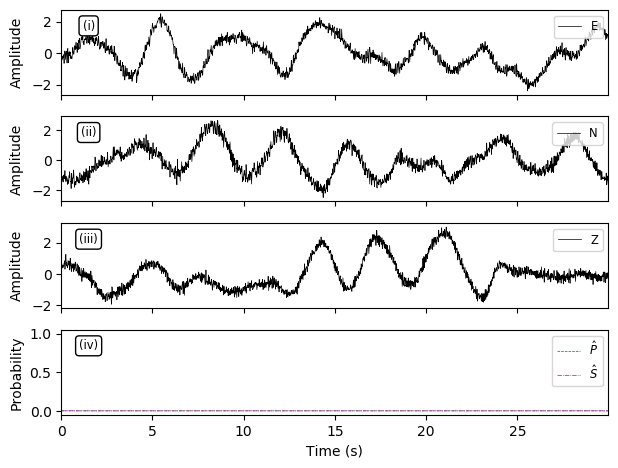 Amplitude
2
0
−2
(i)
E
Amplitude
2
0
−2
(ii)
N
Amplitude
2
0
−2
(iii)
Z
Probability
1.0
0.5
0.0
(iv)
P̂
Ŝ
0 5 10 15 20 25
Time (s)